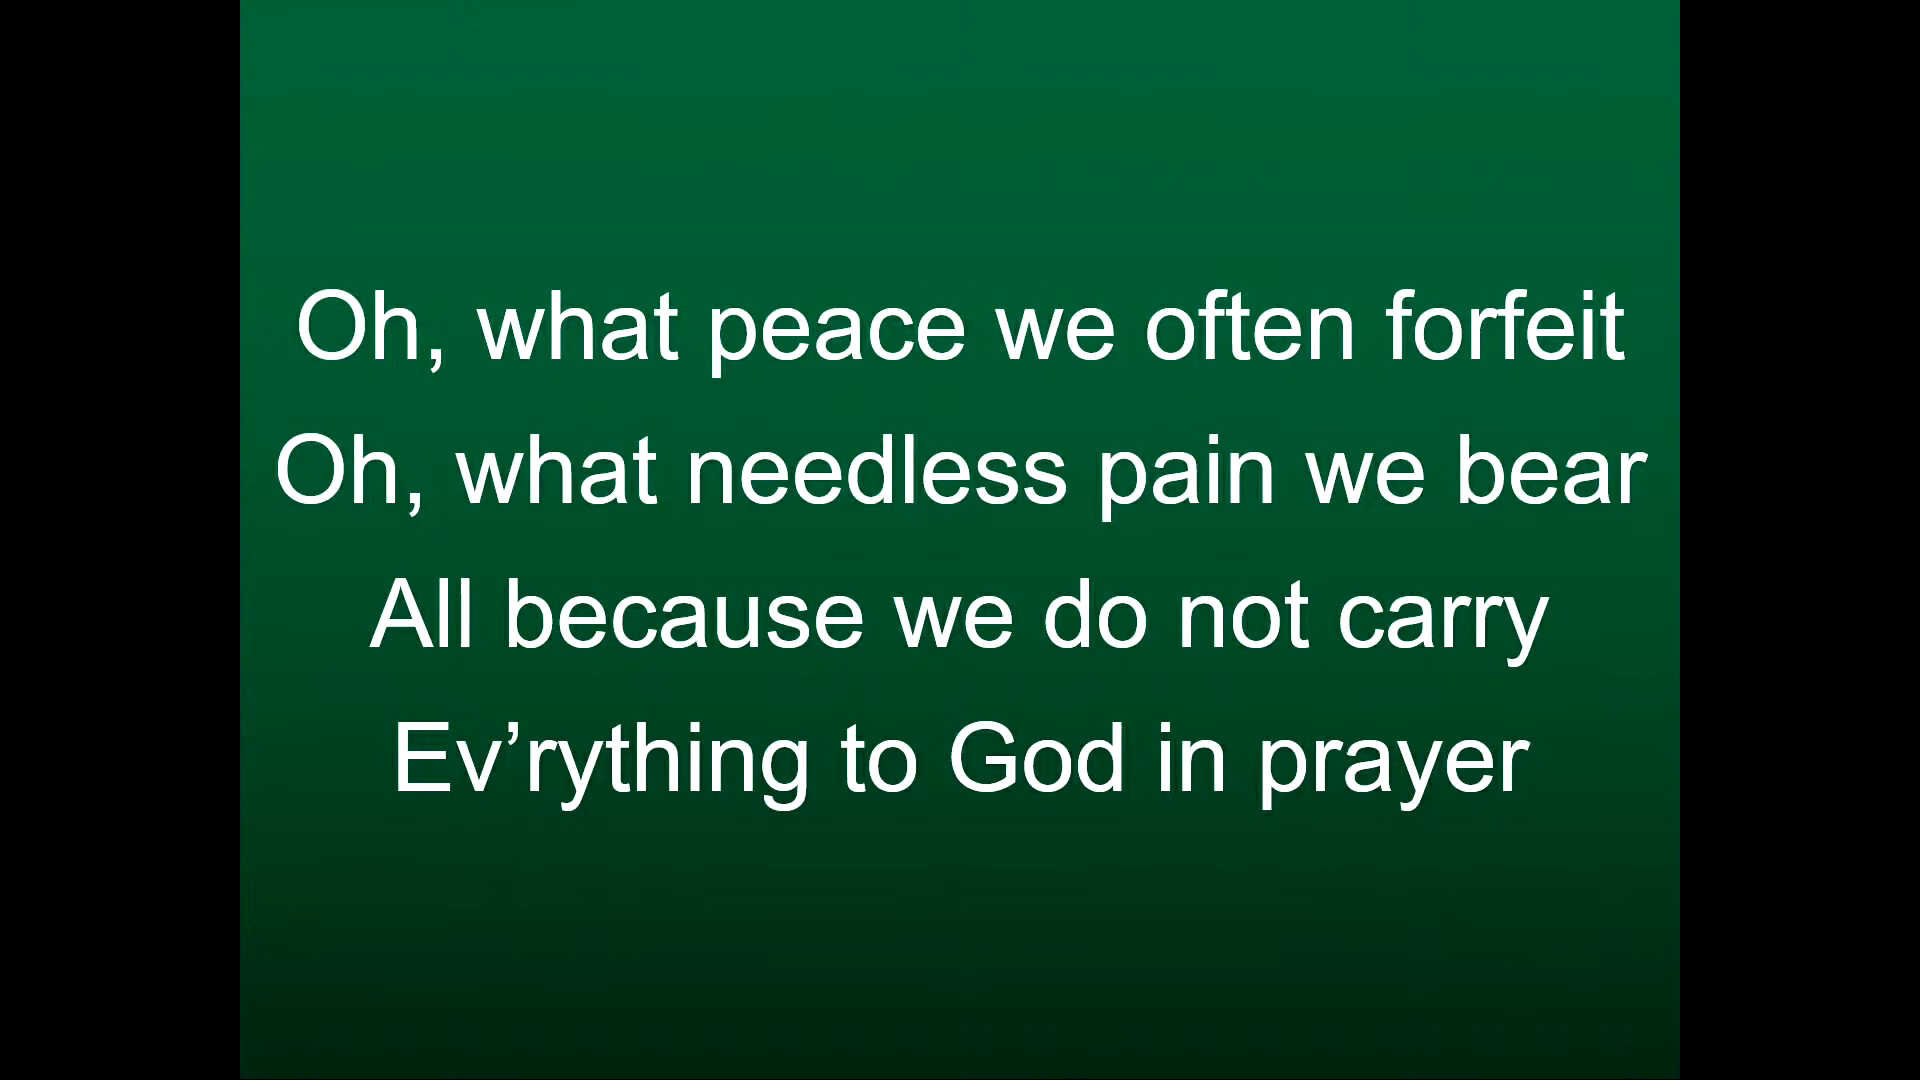 Oh, what peace we often forfeit
Oh, what needless pain we bear
All because we do not carry
Ev’rything to God in prayer